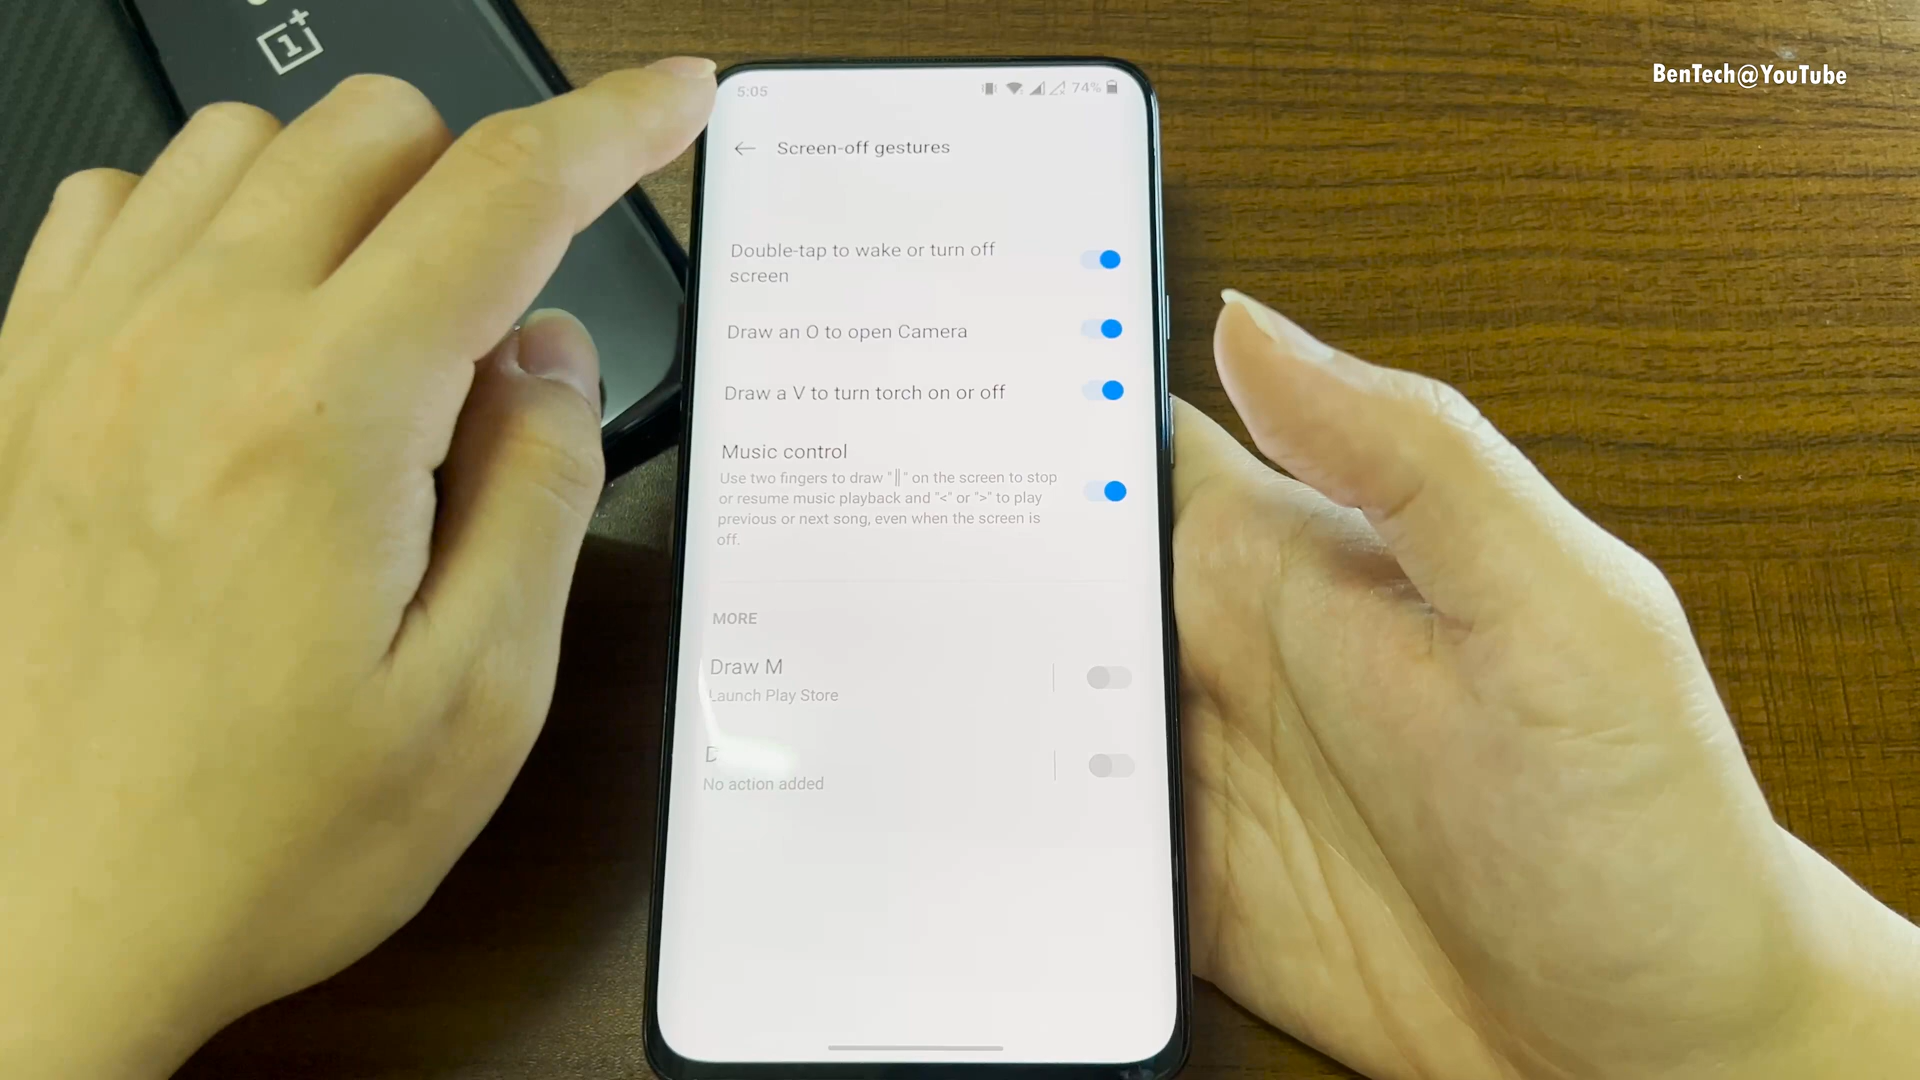 BenTech@YouTube
5:05
74%
Screen-off gestures
Double-tap to wake or turn off
screen
Draw an O to open Camera
Draw a V to turn torch on or off
Music control
Use two fingers to draw "||" on the screen to stop
or resume music playback and "<" or ">" to play
previous or next song, even when the screen is
off.
MORE
Draw M
Launch Play Store
D
No action added